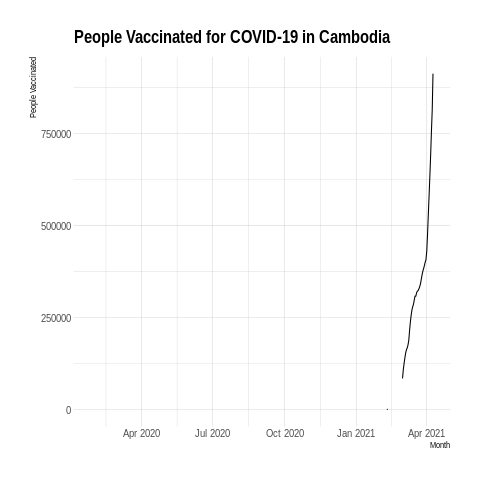 People Vaccinated for COVID-19 in Cambodia
People Vaccinated
750000
500000
250000
0
Apr 2020 Jul 2020 Oct 2020 Jan 2021 Apr 2021
Month